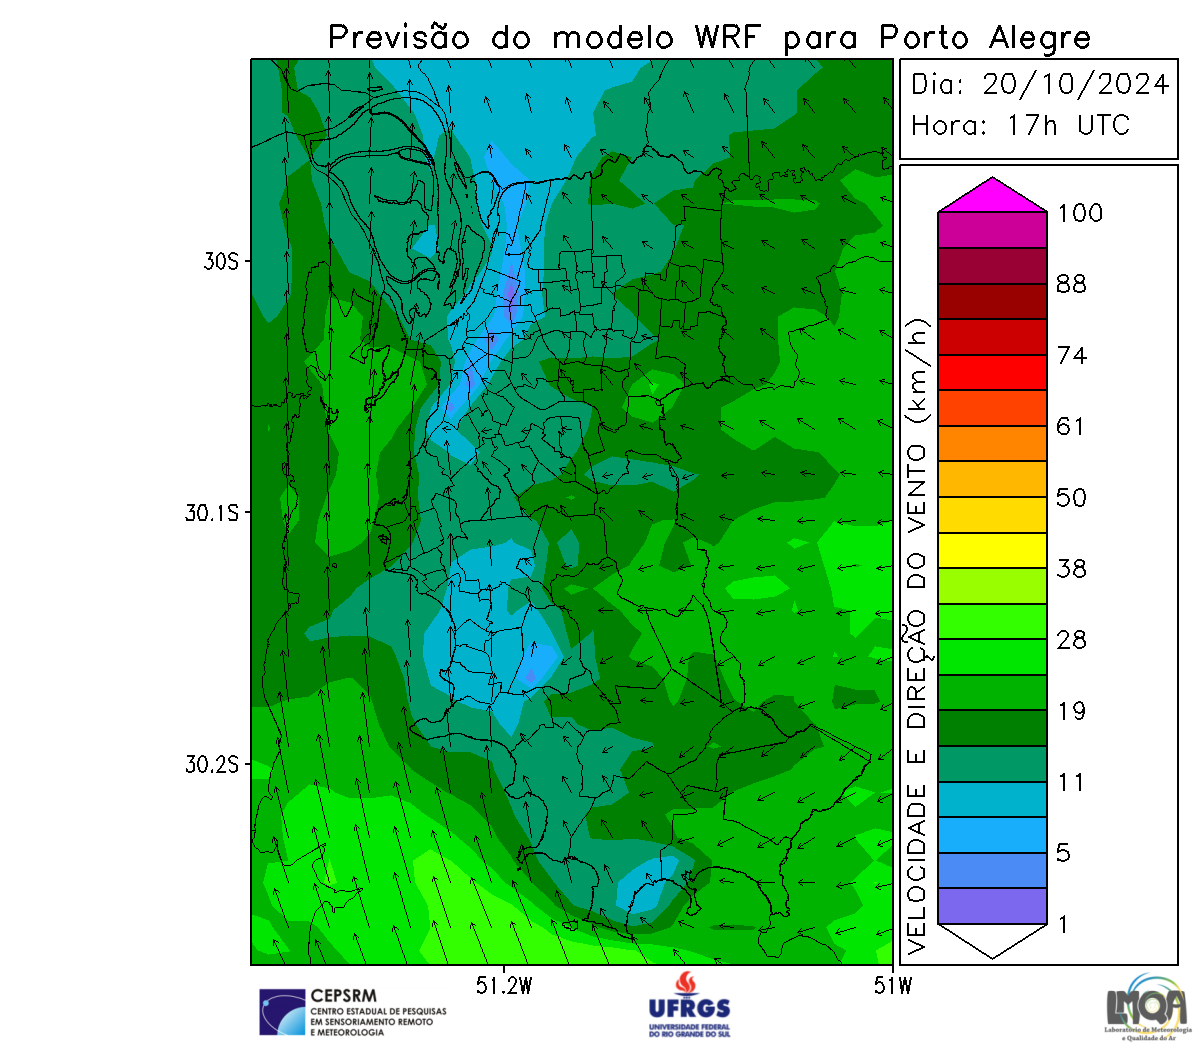 Previsão do modelo WRF para Porto Alegre
Dia: 20/10/2024
Hora: 17h UTC
30S
30.1S
30.2S
51.2W
51W
VELOCIDADE E DIREÇÃO DO VENTO (km/h)
100
88
74
61
50
38
28
19
11
5
1
CEPSRM
CENTRO ESTADUAL DE PESQUISAS
EM SENSORIAMENTO REMOTO
E METEOROLOGIA
UFRGS
UNIVERSIDADE FEDERAL
DO RIO GRANDE DO SUL
LMQA
Laboratório de Meteorologia
e Qualidade do Ar